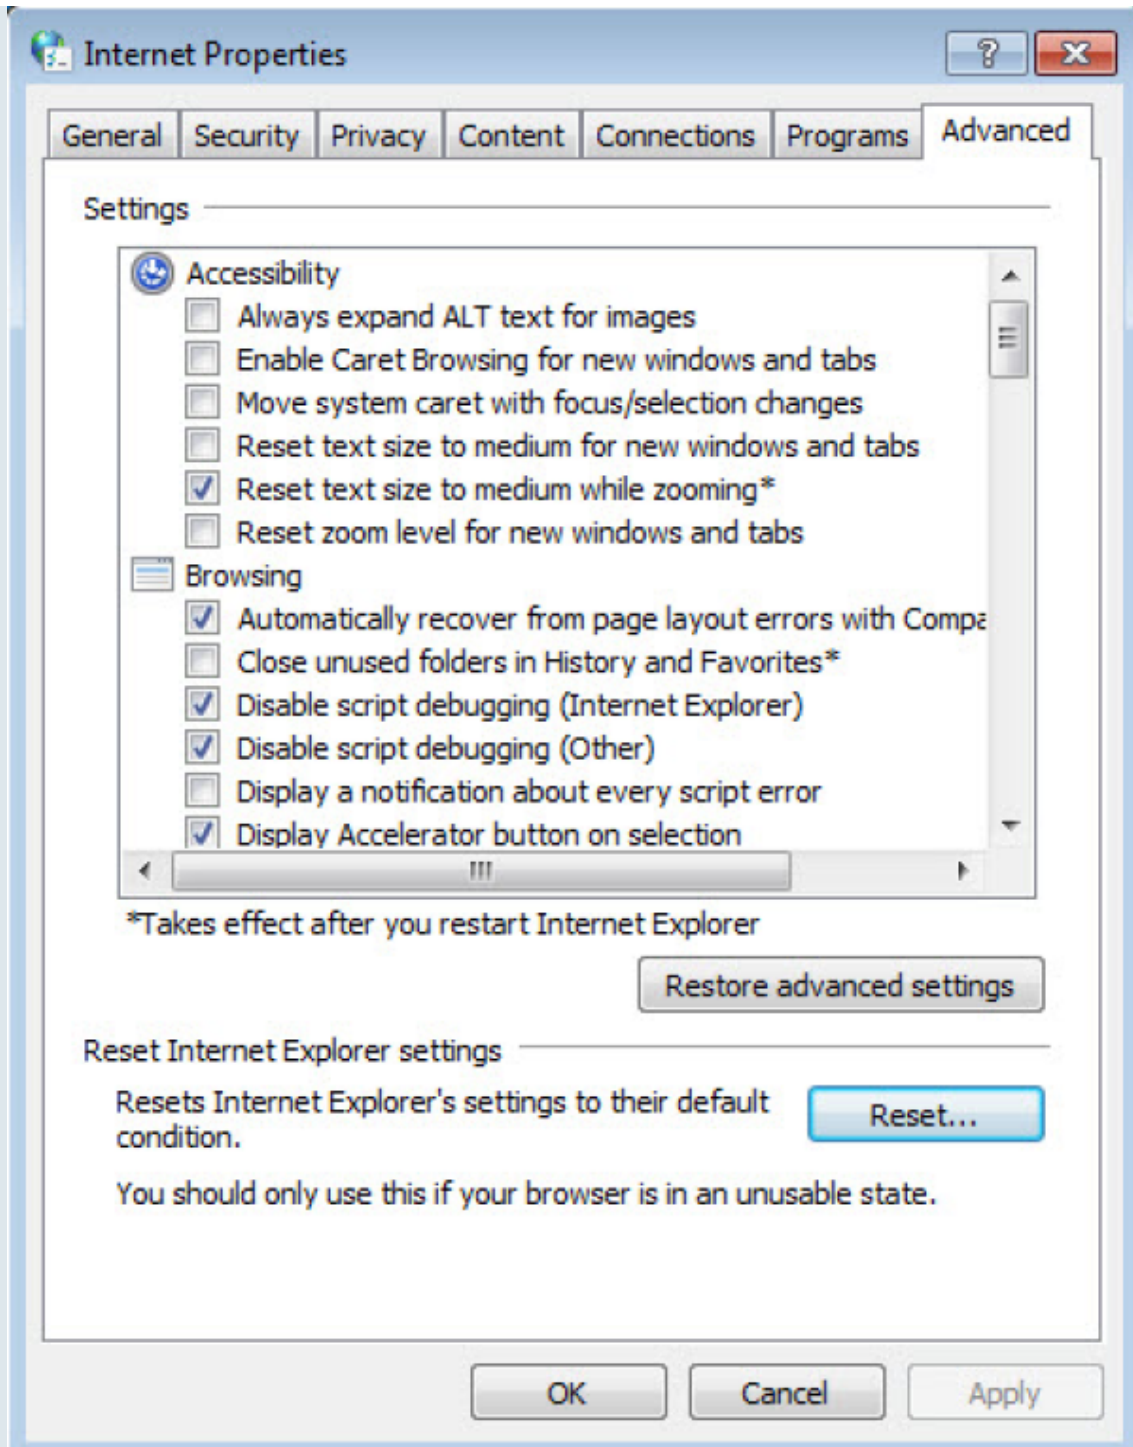 Internet Properties
General Security Privacy Content Connections Programs Advanced
Settings
Accessibility
Always expand ALT text for images
Enable Caret Browsing for new windows and tabs
Move system caret with focus/selection changes
Reset text size to medium for new windows and tabs
Reset text size to medium while zooming*
Reset zoom level for new windows and tabs
Browsing
Automatically recover from page layout errors with Compa
Close unused folders in History and Favorites*
Disable script debugging (Internet Explorer)
Disable script debugging (Other)
Display a notification about every script error
Display Accelerator button on selection
*Takes effect after you restart Internet Explorer
Restore advanced settings
Reset Internet Explorer settings
Resets Internet Explorer's settings to their default
condition.
Reset...
You should only use this if your browser is in an unusable state.
OK Cancel Apply